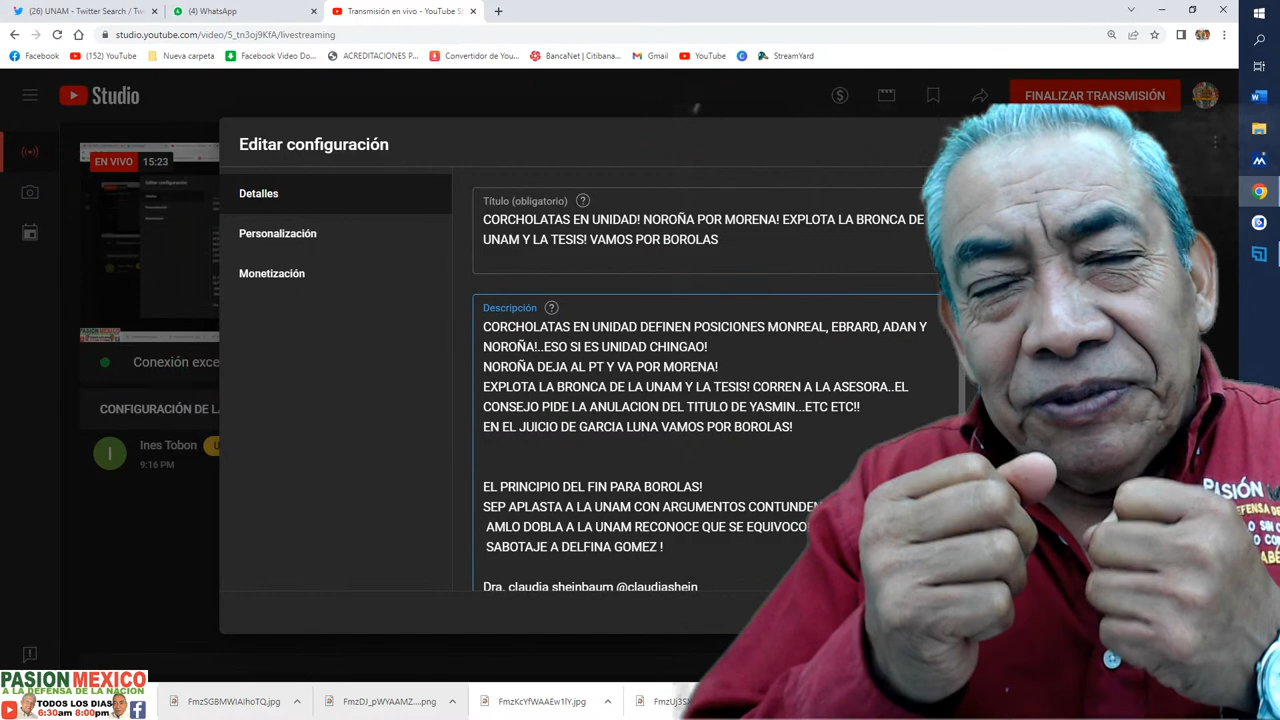 (26) UNAM - Twitter Search / Tw
(4) WhatsApp
Transmisión en vivo - YouTube S
studio.youtube.com/video/5_tn3oj9KfA/livestreaming
Facebook
(152) YouTube
Nueva carpeta
Facebook Video Do...
ACREDITACIONES P...
Convertidor de You...
BancaNet | Citibana...
Gmail
YouTube
StreamYard
Studio
FINALIZAR TRANSMISIÓN
EN VIVO 15:23
Editar configuración
Detalles
Personalización
Monetización
Título (obligatorio)
CORCHOLATAS EN UNIDAD! NOROÑA POR MORENA! EXPLOTA LA BRONCA DE
UNAM Y LA TESIS! VAMOS POR BOROLAS
Descripción
CORCHOLATAS EN UNIDAD DEFINEN POSICIONES MONREAL, EBRARD, ADAN Y
NOROÑA!..ESO SI ES UNIDAD CHINGAO!
NOROÑA DEJA AL PT Y VA POR MORENA!
EXPLOTA LA BRONCA DE LA UNAM Y LA TESIS! CORREN A LA ASESORA..EL
CONSEJO PIDE LA ANULACION DEL TITULO DE YASMIN...ETC ETC!!
EN EL JUICIO DE GARCIA LUNA VAMOS POR BOROLAS!
EL PRINCIPIO DEL FIN PARA BOROLAS!
SEP APLASTA A LA UNAM CON ARGUMENTOS CONTUNDEN
AMLO DOBLA A LA UNAM RECONOCE QUE SE EQUIVOCO
SABOTAJE A DELFINA GOMEZ !
Dra. claudia sheinbaum @claudiashein
Conexión exce
CONFIGURACIÓN DE LA
Ines Tobon
9:16 PM
PASIÓN
PASION MEXICO
A LA DEFENSA DE LA NACION
TODOS LOS DIAS
6:30am 8:00pm
FmzSGBMWIAIhoTQ.jpg
FmzDJ_pWYAAMZ....png
FmzKcYfWAAEw1lY.jpg